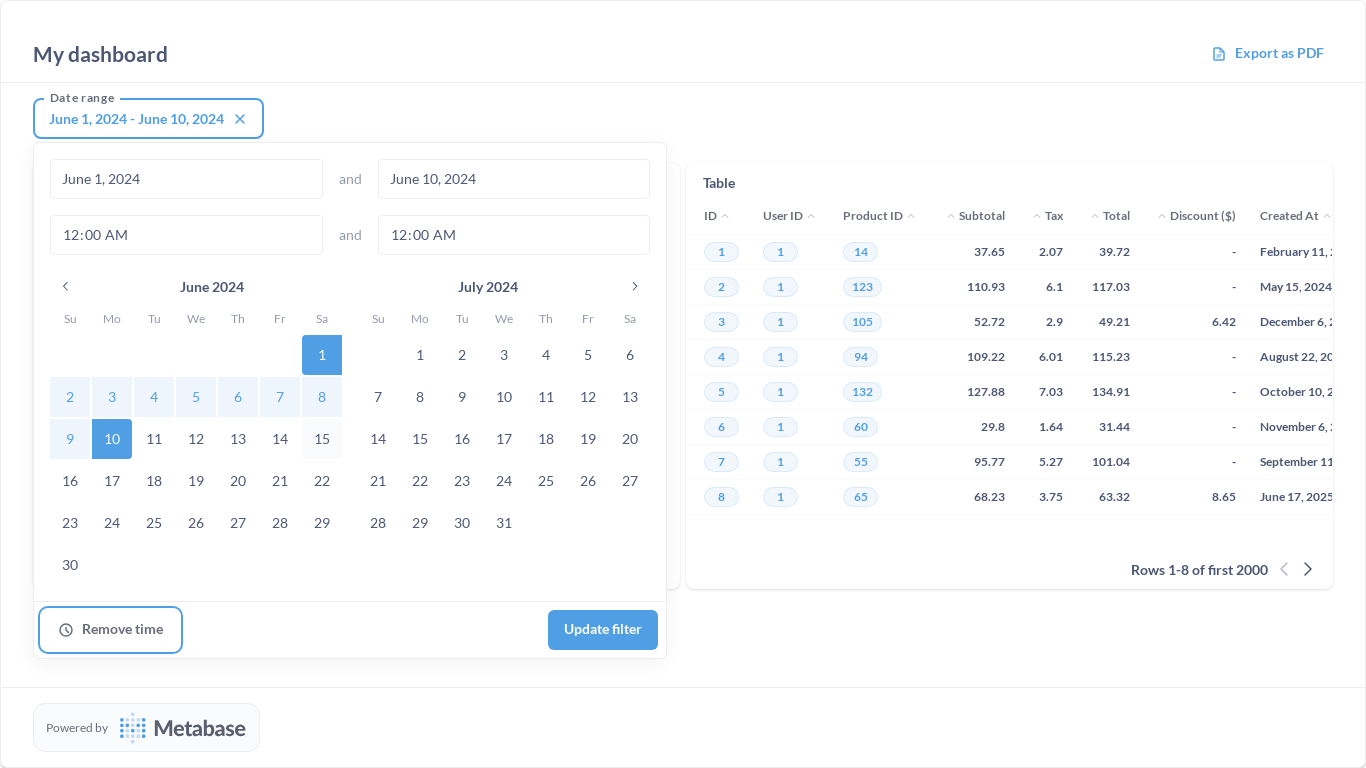 My dashboard
Export as PDF
Date range
June 1, 2024 - June 10, 2024
June 1, 2024 and June 10, 2024
12:00 AM and 12:00 AM
June 2024 July 2024
Su Mo Tu We Th Fr Sa Su Mo Tu We Th Fr Sa
1 1 2 3 4 5 6
2 3 4 5 6 7 8 7 8 9 10 11 12 13
9 10 11 12 13 14 15 14 15 16 17 18 19 20
16 17 18 19 20 21 22 21 22 23 24 25 26 27
23 24 25 26 27 28 29 28 29 30 31
30
Remove time
Update filter
Table
ID User ID Product ID Subtotal Tax Total Discount ($) Created At
1 1 14 37.65 2.07 39.72 - February 11,
2 1 123 110.93 6.1 117.03 - May 15, 2024
3 1 105 52.72 2.9 49.21 6.42 December 6,
4 1 94 109.22 6.01 115.23 - August 22, 20
5 1 132 127.88 7.03 134.91 - October 10, 2
6 1 60 29.8 1.64 31.44 - November 6,
7 1 55 95.77 5.27 101.04 - September 11
8 1 65 68.23 3.75 63.32 8.65 June 17, 2025
Rows 1-8 of first 2000
Powered by Metabase